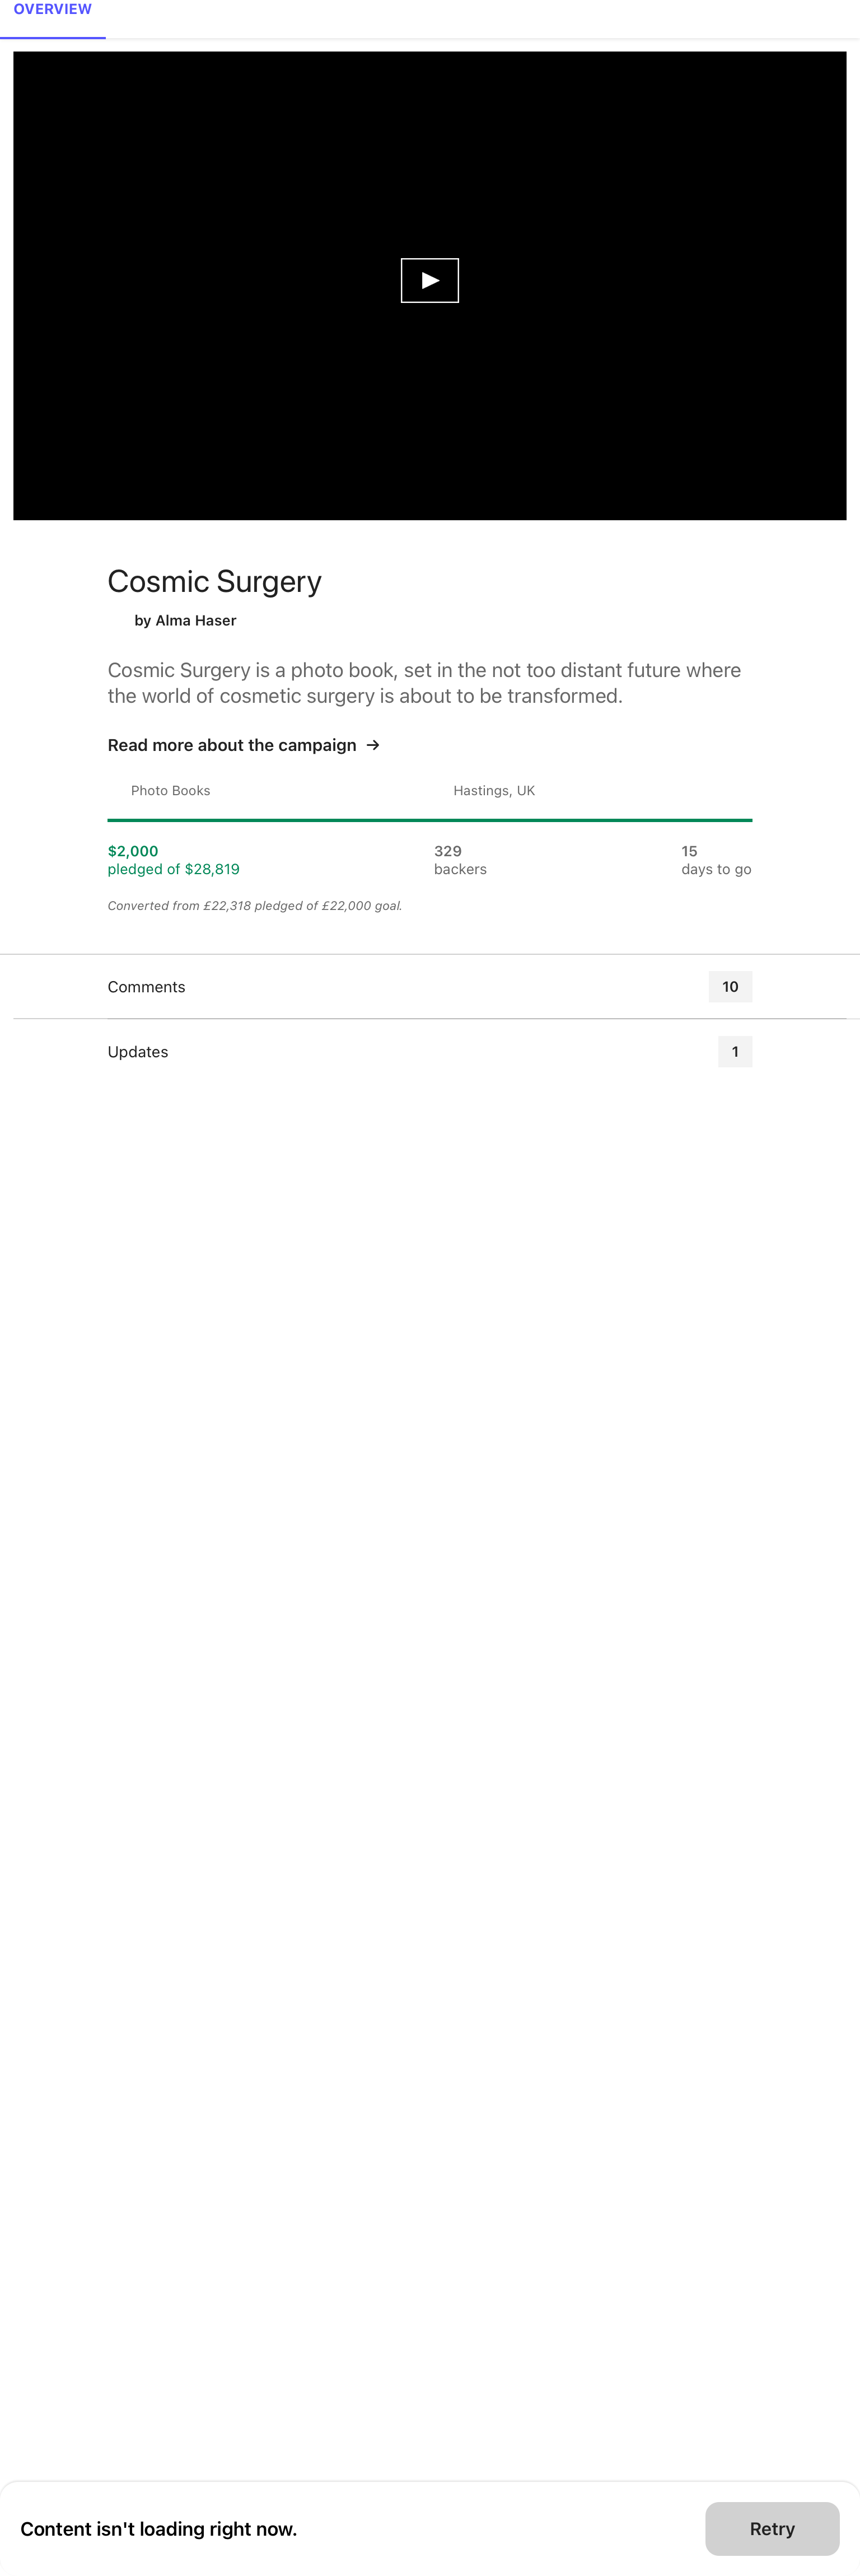 OVERVIEW
Cosmic Surgery
by Alma Haser
Cosmic Surgery is a photo book, set in the not too distant future where
the world of cosmetic surgery is about to be transformed.
Read more about the campaign →
Photo Books
Hastings, UK
$2,000
pledged of $28,819
329
backers
15
days to go
Converted from £22,318 pledged of £22,000 goal.
Comments
10
Updates
1
Content isn't loading right now.
Retry